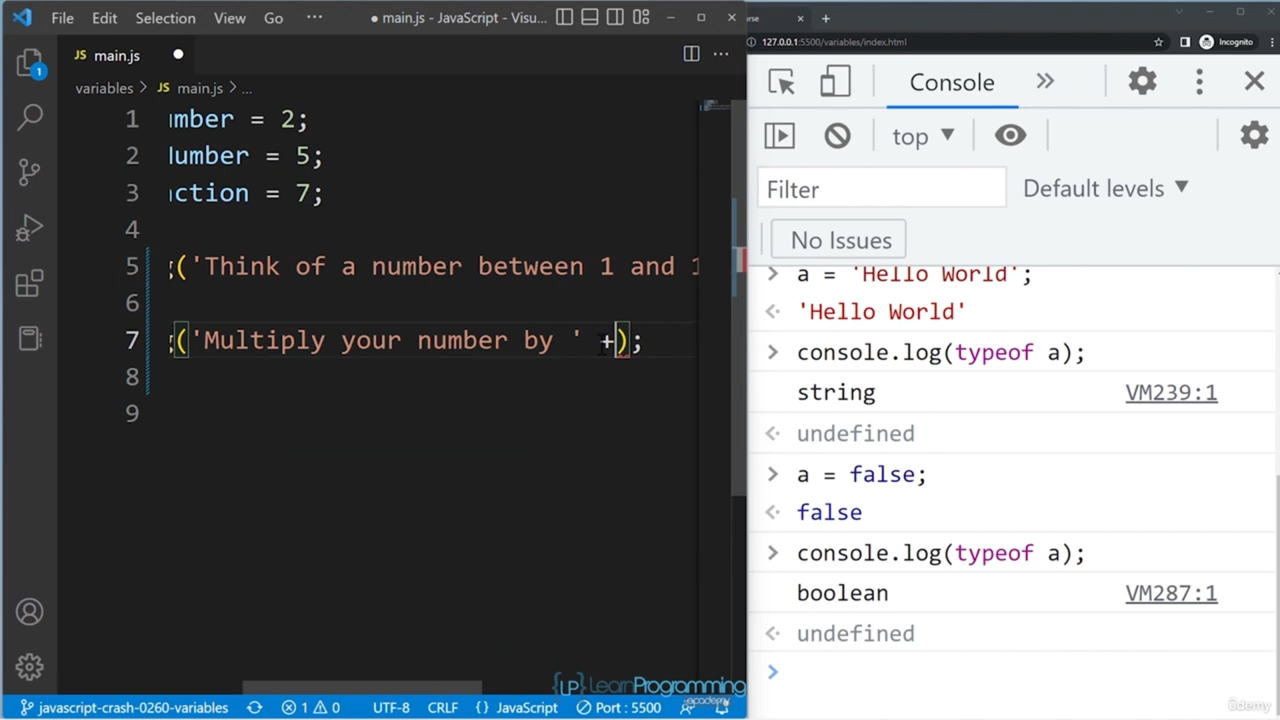 File Edit Selection View Go ··· ● main.js - JavaScript - Visu...
JS main.js ●
variables > JS main.js > ...
1 mber = 2;
2 umber = 5;
3 ction = 7;
4
5 ('Think of a number between 1 and 1
6
7 ('Multiply your number by ' +);
8
9
1
{LP} LearnProgramming
academy
javascript-crash-0260-variables 1 0 UTF-8 CRLF {} JavaScript Port : 5500
127.0.0.1:5500/variables/index.html Incognito
Console
top
Filter Default levels
No Issues
> a = 'Hello World';
'Hello World'
> console.log(typeof a);
string VM239:1
undefined
> a = false;
false
> console.log(typeof a);
boolean VM287:1
undefined
>
ûdemy